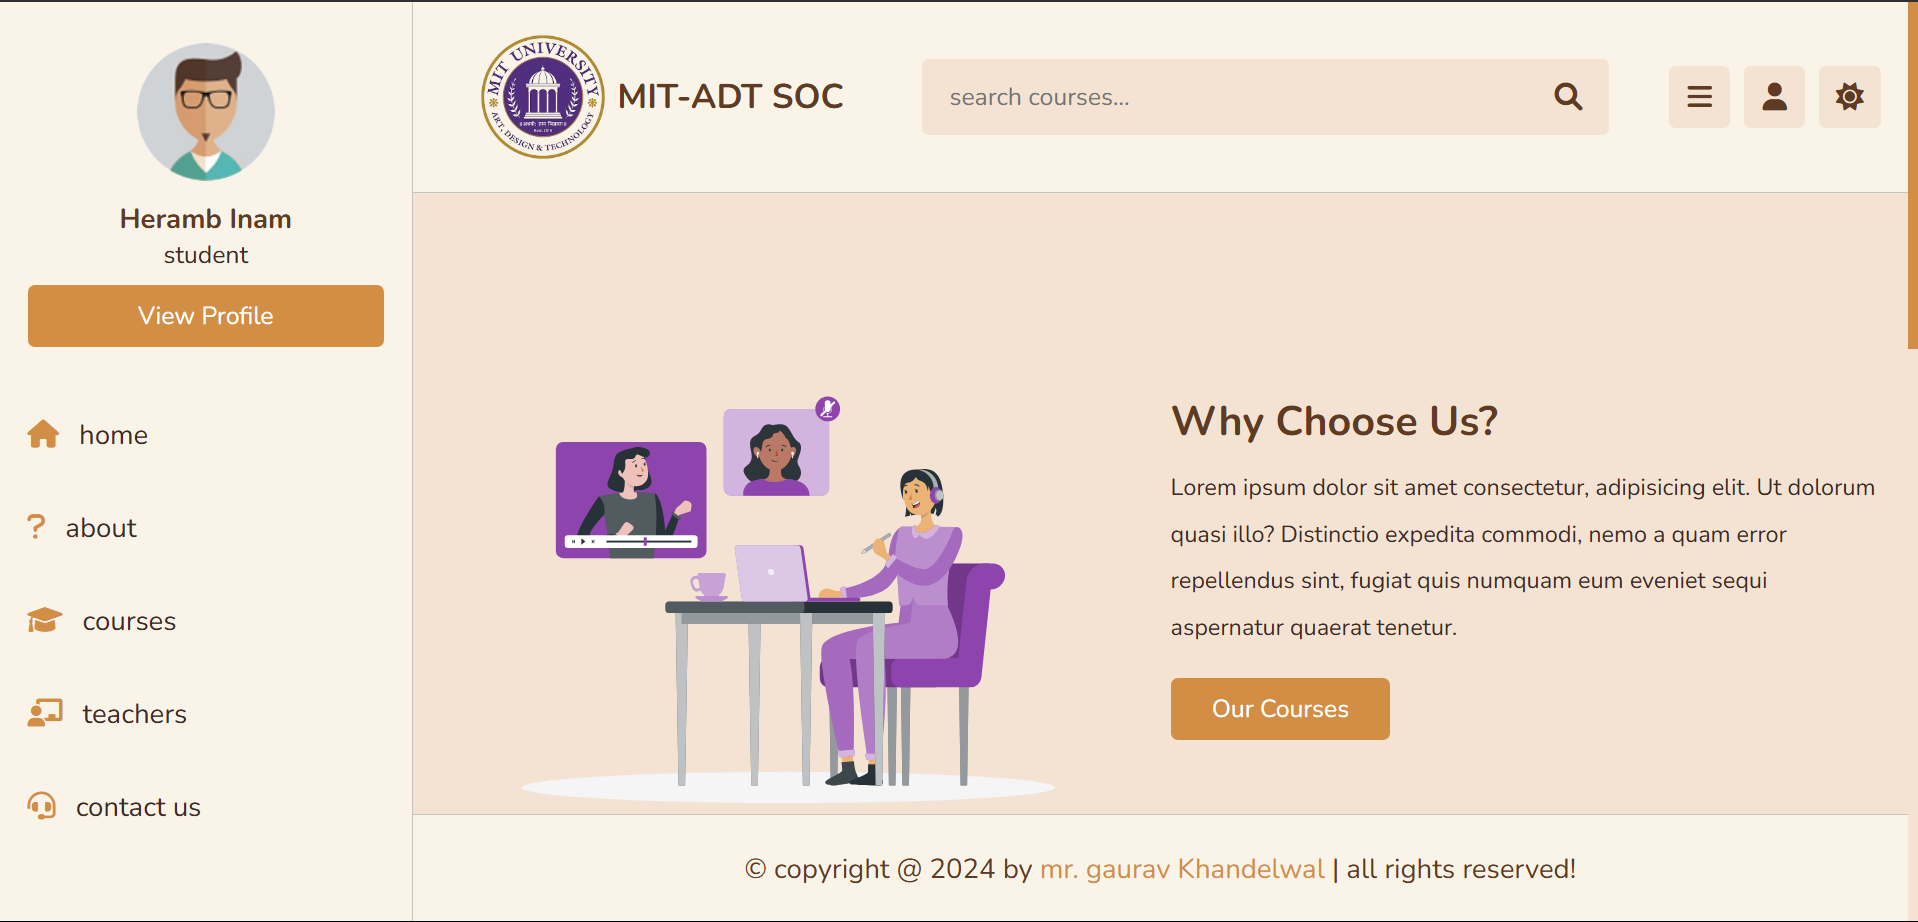 Heramb Inam
student
View Profile
home
about
courses
teachers
contact us
MIT UNIVERSITY
ART, DESIGN & TECHNOLOGY
MIT-ADT SOC
search courses...
Why Choose Us?
Lorem ipsum dolor sit amet consectetur, adipisicing elit. Ut dolorum
quasi illo? Distinctio expedita commodi, nemo a quam error
repellendus sint, fugiat quis numquam eum eveniet sequi
aspernatur quaerat tenetur.
Our Courses
© copyright @ 2024 by mr. gaurav Khandelwal | all rights reserved!